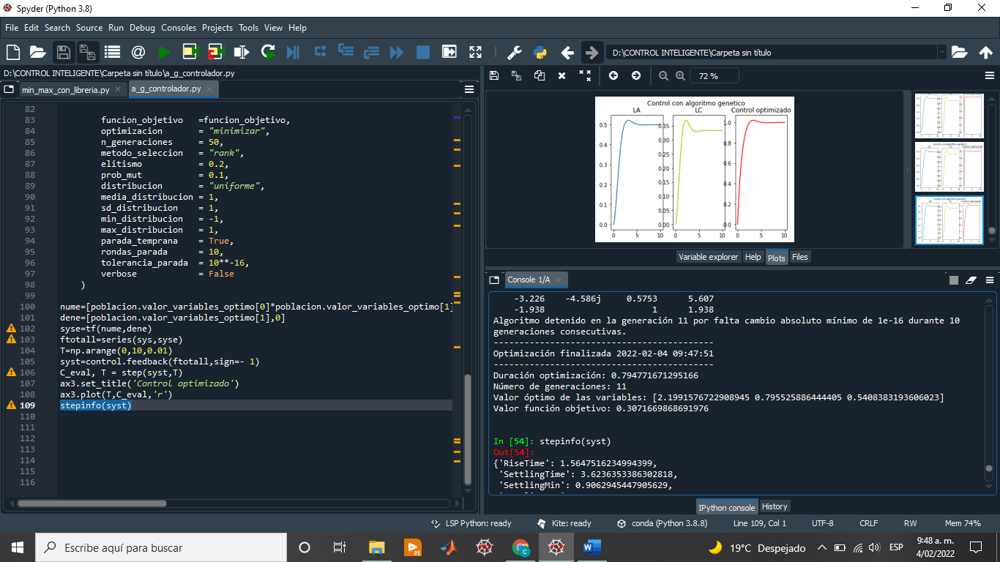 Spyder (Python 3.8)
File Edit Search Source Run Debug Consoles Projects Tools View Help
D:\CONTROL INTELIGENTE\Carpeta sin título
D:\CONTROL INTELIGENTE\Carpeta sin título\a_g_controlador.py
min_max_con_libreria.py
a_g_controlador.py
82
83 funcion_objetivo =funcion_objetivo,
84 optimizacion = "minimizar",
85 n_generaciones = 50,
86 metodo_seleccion = "rank",
87 elitismo = 0.2,
88 prob_mut = 0.1,
89 distribucion = "uniforme",
90 media_distribucion = 1,
91 sd_distribucion = 1,
92 min_distribucion = -1,
93 max_distribucion = 1,
94 parada_temprana = True,
95 rondas_parada = 10,
96 tolerancia_parada = 10**-16,
97 verbose = False
98 )
99
100 nume=[poblacion.valor_variables_optimo[0]*poblacion.valor_variables_optimo[1]
101 dene=[poblacion.valor_variables_optimo[1],0]
102 syse=tf(nume,dene)
103 ftotall=series(sys,syse)
104 T=np.arange(0,10,0.01)
105 syst=control.feedback(ftotall,sign=- 1)
106 C_eval, T = step(syst,T)
107 ax3.set_title('Control optimizado')
108 ax3.plot(T,C_eval,'r')
109 stepinfo(syst)
110
111
112
113
114
115
116
72 %
Control con algoritmo genetico
LA LC Control optimizado
0.5
0.4
0.3
0.2
0.1
0.0
0 5 10
0.35
0.30
0.25
0.20
0.15
0.10
0.05
0.00
0 5 10
1.0
0.8
0.6
0.4
0.2
0.0
0 5 10
Variable explorer Help Plots Files
Console 1/A
-3.226 -4.586j 0.5753 5.607
-1.938 1 1.938
Algoritmo detenido en la generación 11 por falta cambio absoluto mínimo de 1e-16 durante 10
generaciones consecutivas.
-------------------------------------------
Optimización finalizada 2022-02-04 09:47:51
-------------------------------------------
Duración optimización: 0.794771671295166
Número de generaciones: 11
Valor óptimo de las variables: [2.1991576722908945 0.795525886444405 0.5408383193606023]
Valor función objetivo: 0.3071669868691976
In [54]: stepinfo(syst)
Out[54]:
{'RiseTime': 1.5647516234994399,
'SettlingTime': 3.6236353386302818,
'SettlingMin': 0.9062945447905629,
IPython console History
LSP Python: ready Kite: ready conda (Python 3.8.8) Line 109, Col 1 UTF-8 CRLF RW Mem 74%
Escribe aquí para buscar
19°C Despejado
ESP
9:48 a. m.
4/02/2022